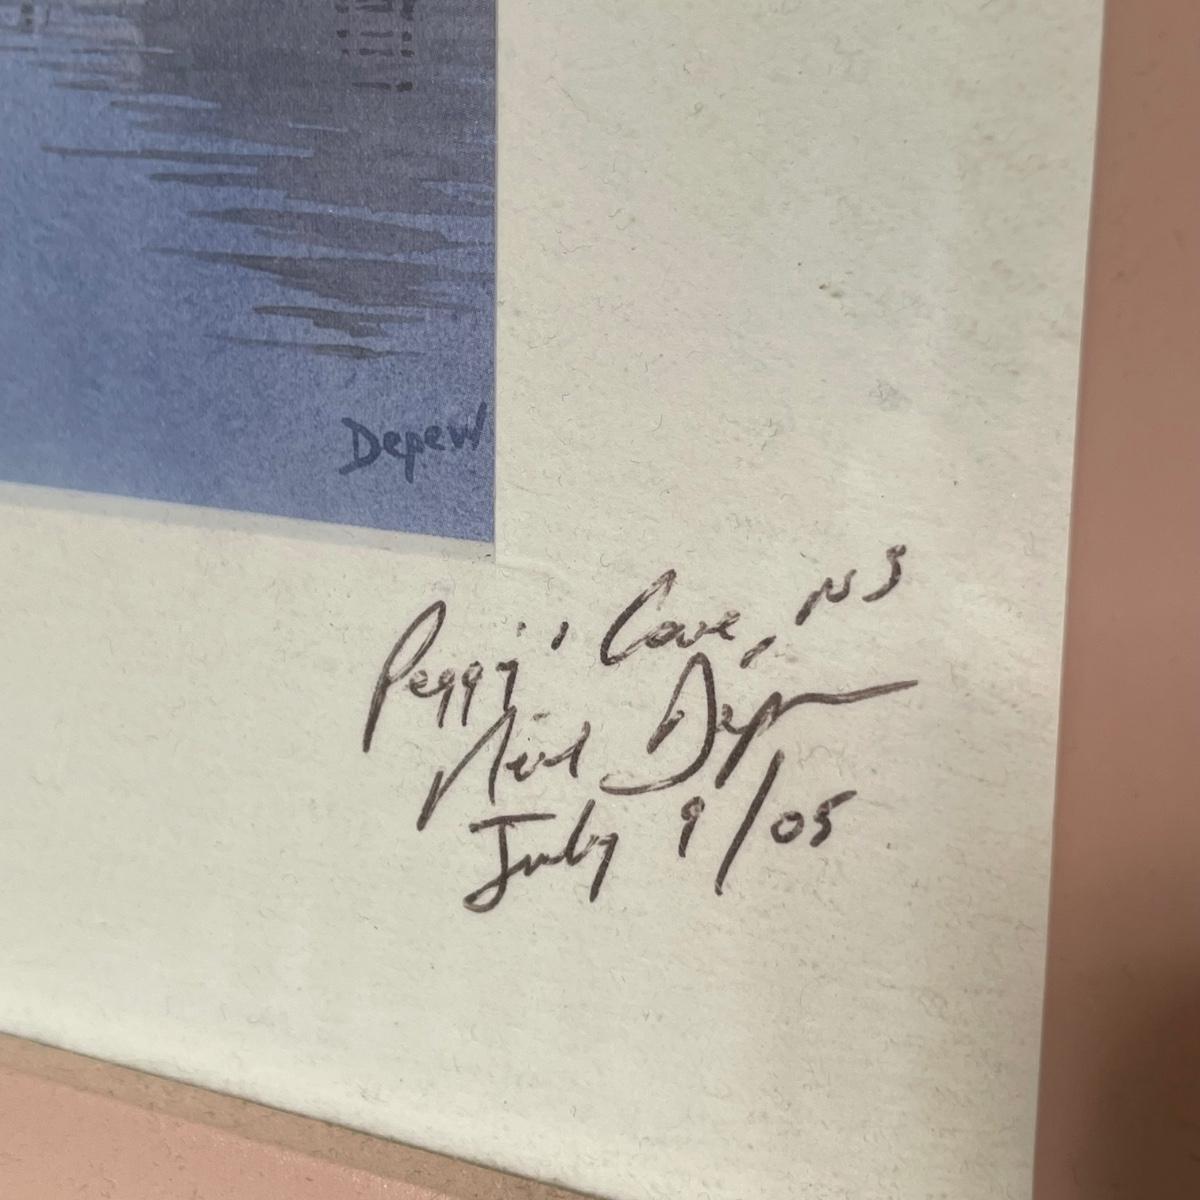 Depew
Peggy' Cove, NS
Neil Depew
July 9/05